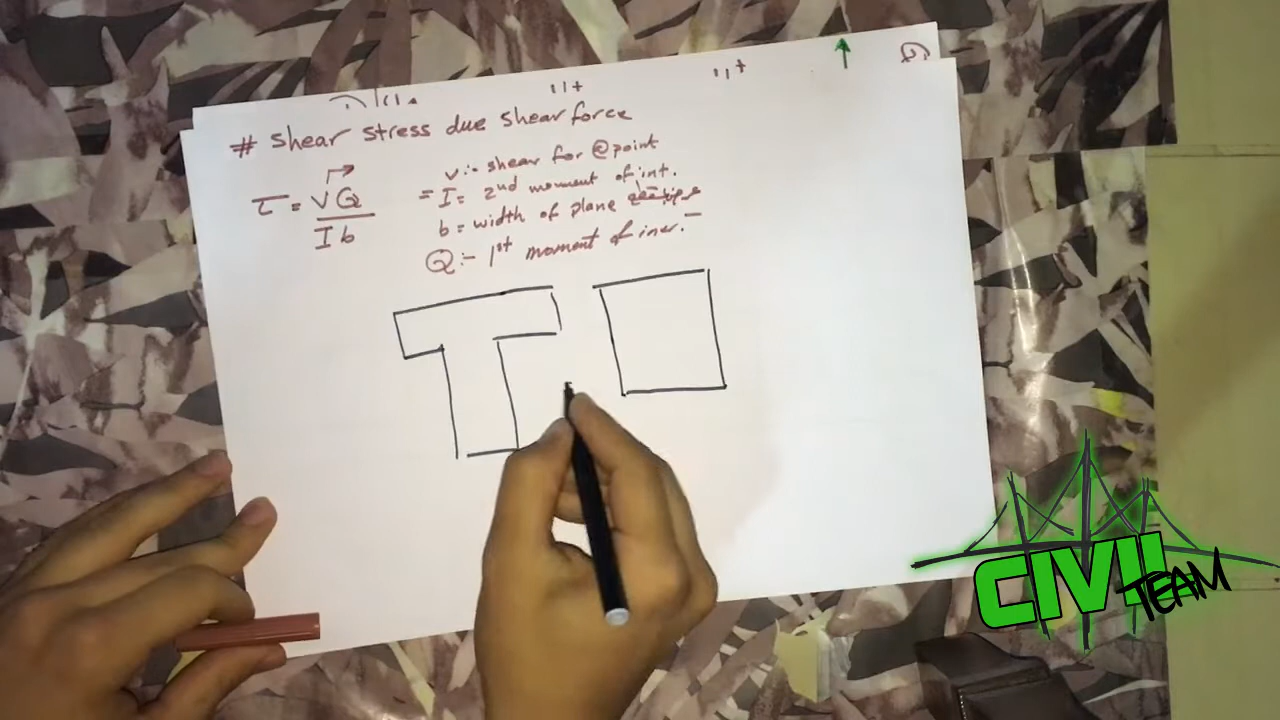 # Shear stress due shear force
τ = VQ / Ib
V :- shear for @ point
= I = 2nd moment of int.
b = width of plane
Q :- 1st moment of iner.
CIVIL
TEAM